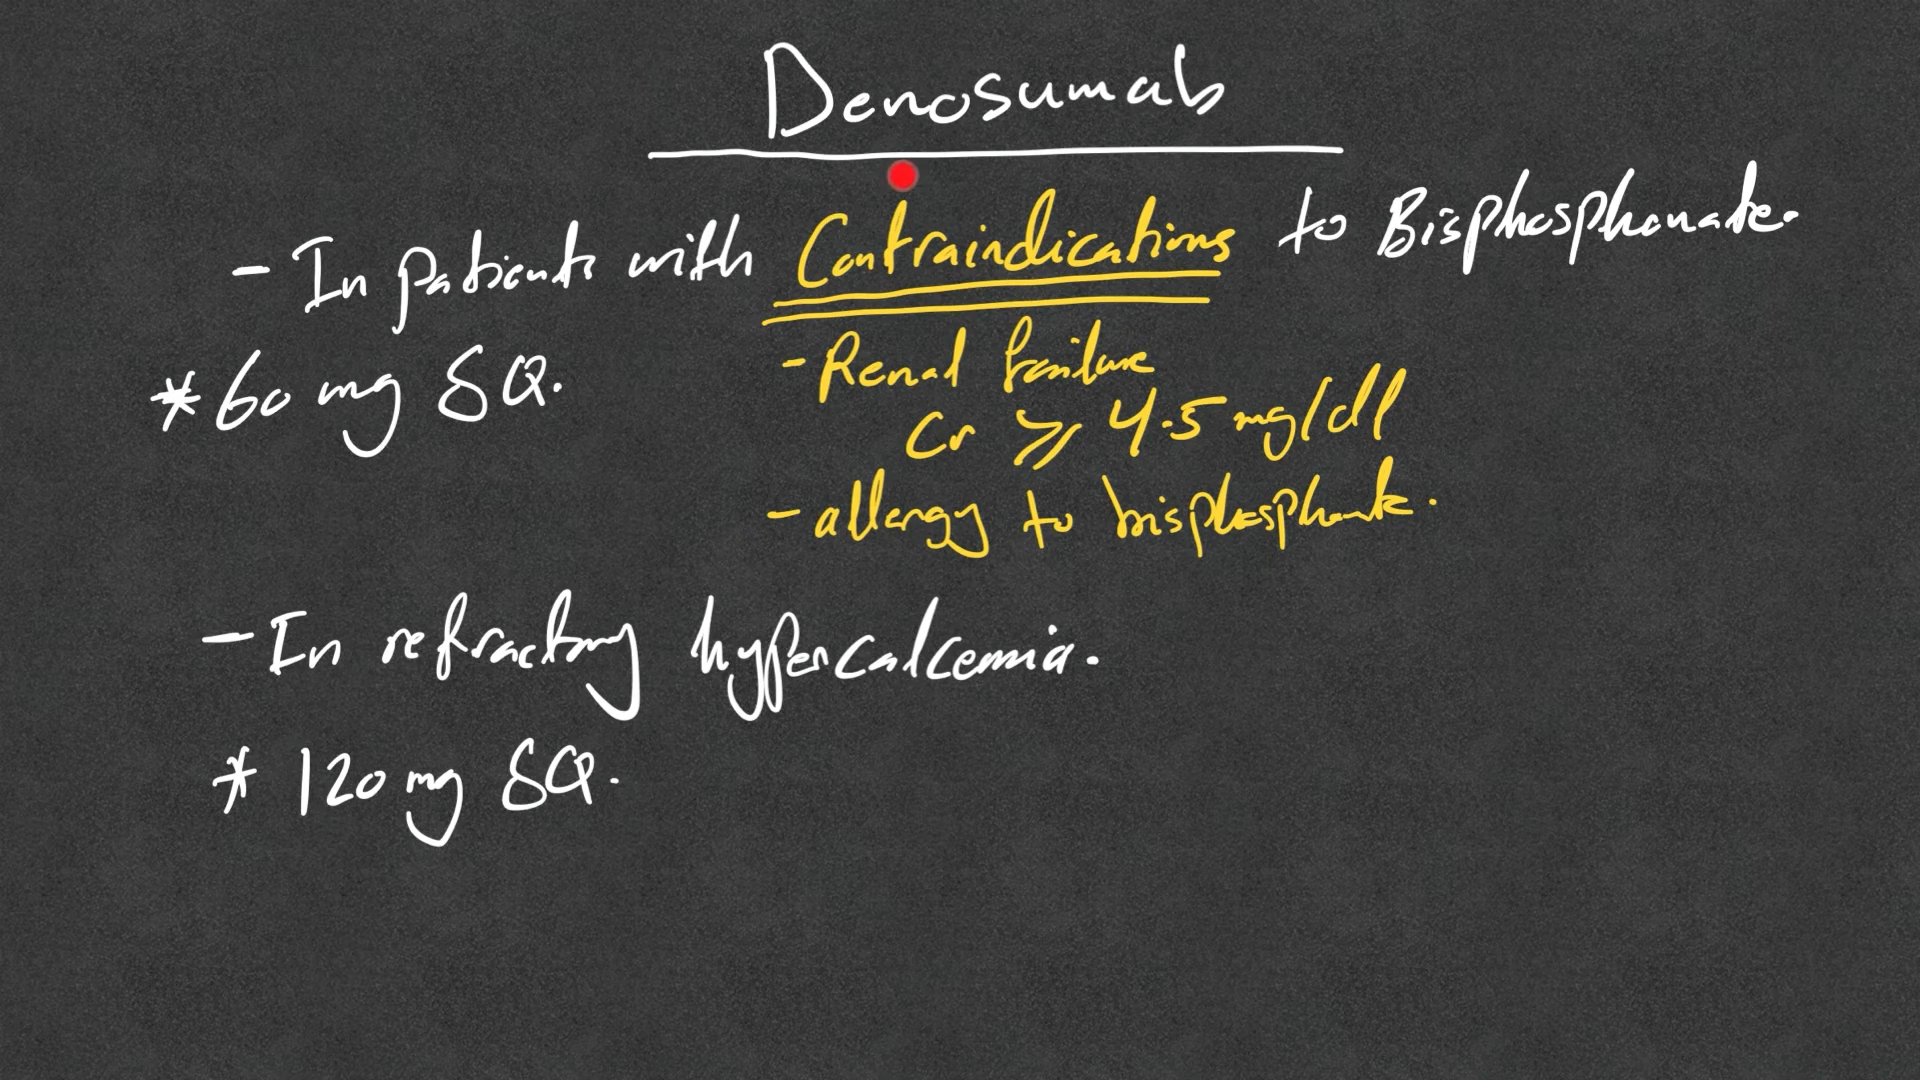 Denosumab
- In patients with Contraindications to Bisphosphonate.
* 60 mg SQ.
- Renal failure
Cr ⩾ 4.5 mg/dl
- allergy to bisphosphonate.
- In refractory hypercalcemia.
* 120 mg SQ.